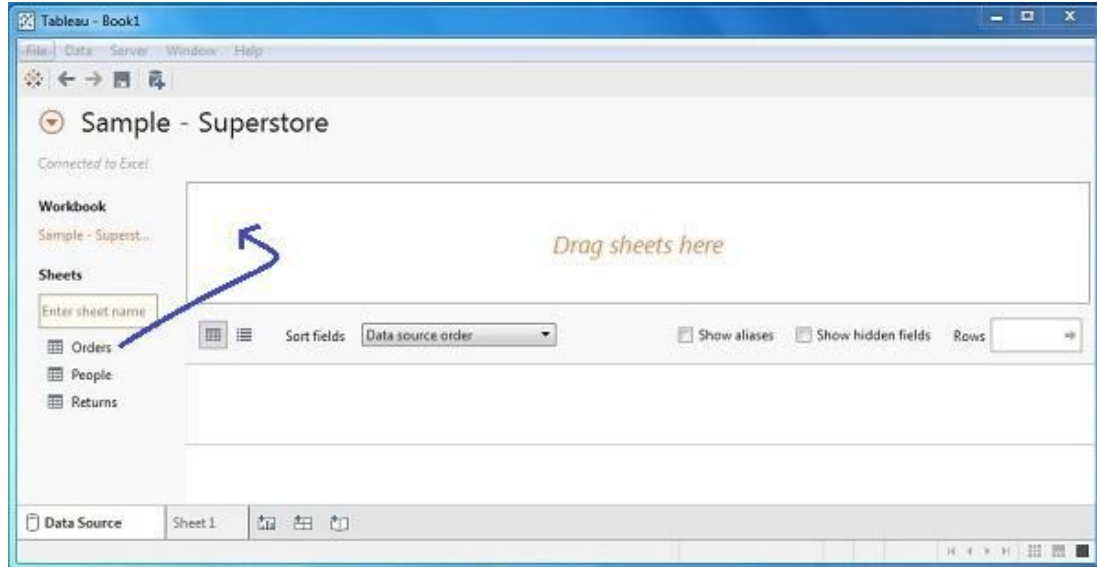 Tableau - Book1
File Data Server Window Help
Sample - Superstore
Connected to Excel
Workbook
Sample - Superst...
Drag sheets here
Sheets
Enter sheet name
Sort fields Data source order Show aliases Show hidden fields Rows
Orders
People
Returns
Data Source Sheet 1